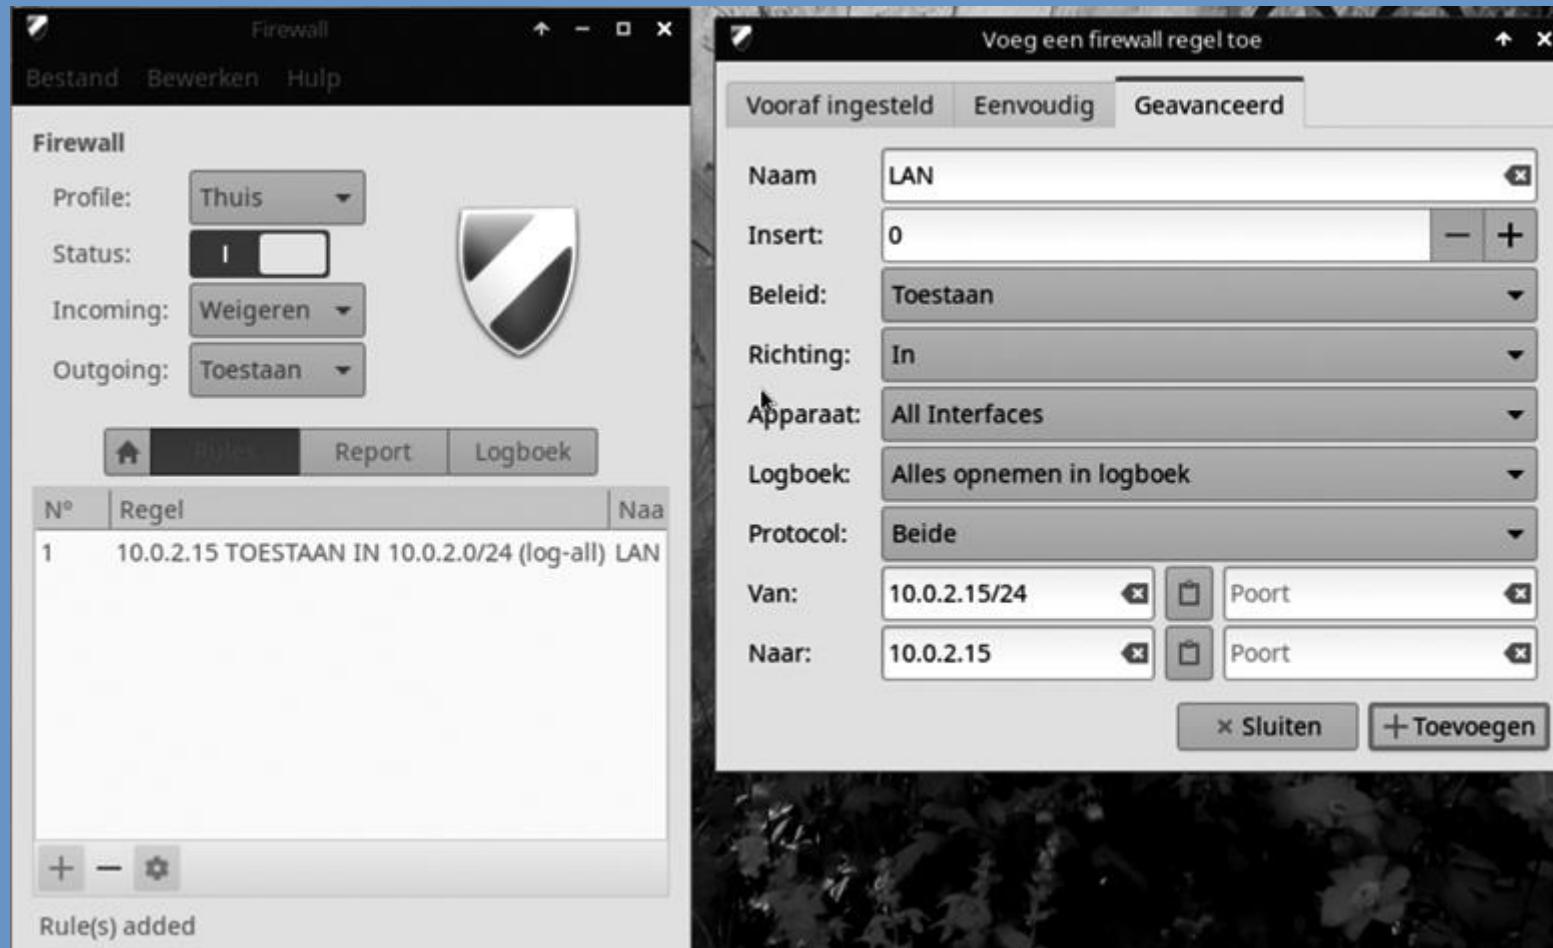 Firewall
Bestand Bewerken Hulp
Firewall
Profile: Thuis
Status:
Incoming: Weigeren
Outgoing: Toestaan
Rules Report Logboek
Nº Regel Naa
1 10.0.2.15 TOESTAAN IN 10.0.2.0/24 (log-all) LAN
Rule(s) added
Voeg een firewall regel toe
Vooraf ingesteld Eenvoudig Geavanceerd
Naam LAN
Insert: 0
Beleid: Toestaan
Richting: In
Apparaat: All Interfaces
Logboek: Alles opnemen in logboek
Protocol: Beide
Van: 10.0.2.15/24 Poort
Naar: 10.0.2.15 Poort
Sluiten Toevoegen